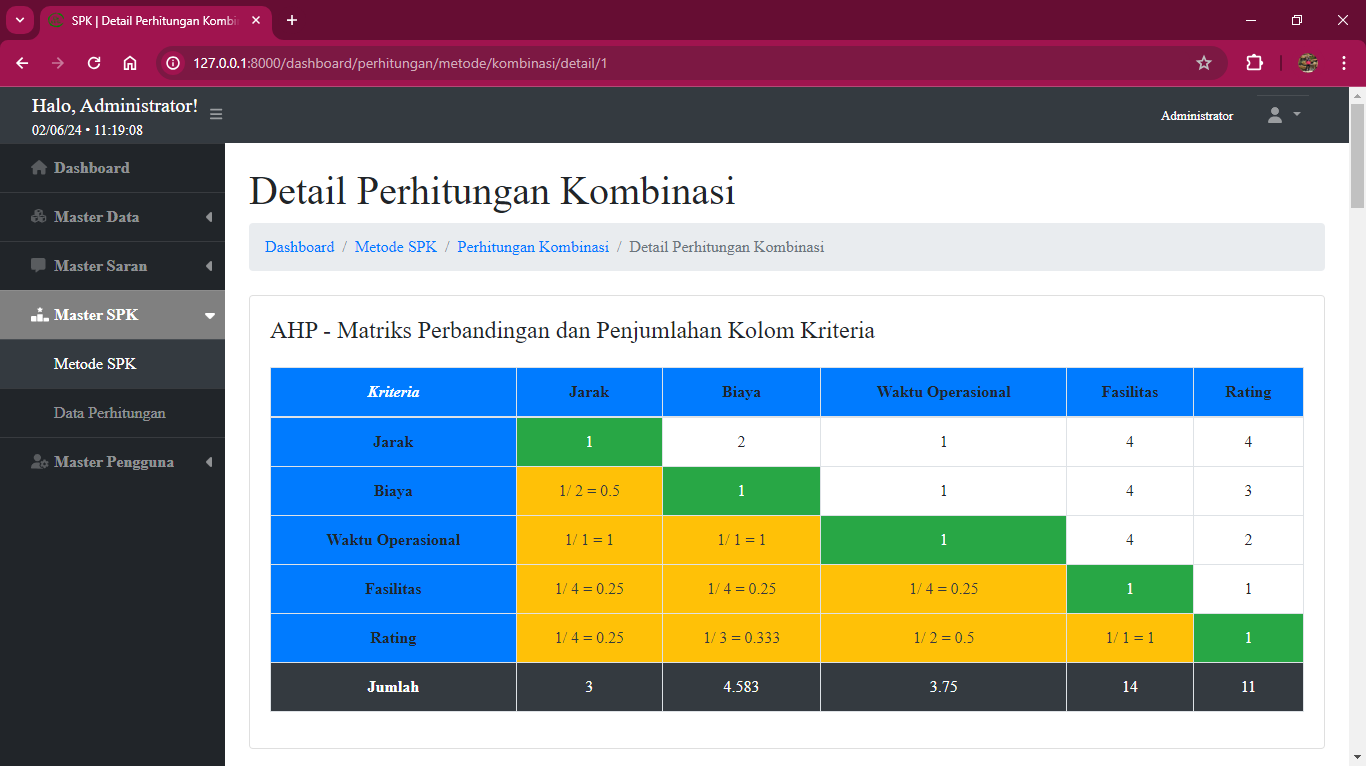 SPK | Detail Perhitungan Kombi
127.0.0.1:8000/dashboard/perhitungan/metode/kombinasi/detail/1
Halo, Administrator!
02/06/24 • 11:19:08
Administrator
Dashboard
Master Data
Master Saran
Master SPK
Metode SPK
Data Perhitungan
Master Pengguna
Detail Perhitungan Kombinasi
Dashboard / Metode SPK / Perhitungan Kombinasi / Detail Perhitungan Kombinasi
AHP - Matriks Perbandingan dan Penjumlahan Kolom Kriteria
Kriteria Jarak Biaya Waktu Operasional Fasilitas Rating
Jarak 1 2 1 4 4
Biaya 1/ 2 = 0.5 1 1 4 3
Waktu Operasional 1/ 1 = 1 1/ 1 = 1 1 4 2
Fasilitas 1/ 4 = 0.25 1/ 4 = 0.25 1/ 4 = 0.25 1 1
Rating 1/ 4 = 0.25 1/ 3 = 0.333 1/ 2 = 0.5 1/ 1 = 1 1
Jumlah 3 4.583 3.75 14 11